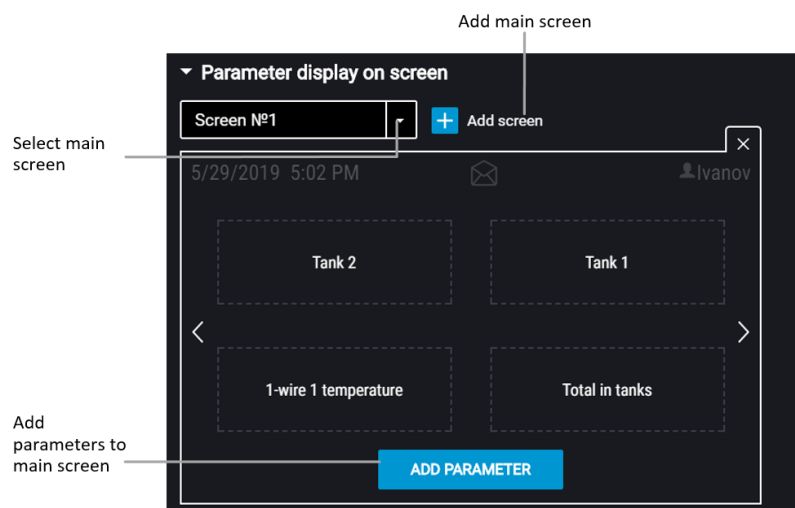 Add main screen
Parameter display on screen
Screen №1
Add screen
Select main
screen
5/29/2019 5:02 PM
Ivanov
Tank 2
Tank 1
1-wire 1 temperature
Total in tanks
Add
parameters to
main screen
ADD PARAMETER